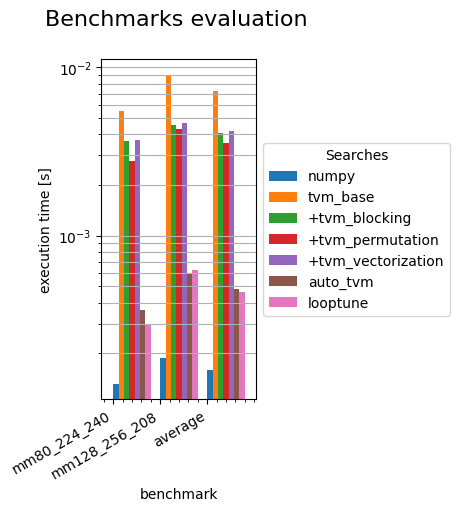 Benchmarks evaluation
10⁻²
10⁻³
execution time [s]
mm80_224_240
mm128_256_208
average
benchmark
Searches
numpy
tvm_base
+tvm_blocking
+tvm_permutation
+tvm_vectorization
auto_tvm
looptune